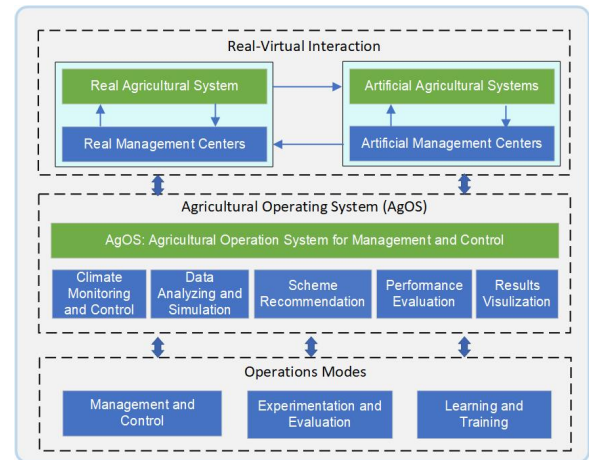 Real-Virtual Interaction
Real Agricultural System
Artificial Agricultural Systems
Real Management Centers
Artificial Management Centers
Agricultural Operating System (AgOS)
AgOS: Agricultural Operation System for Management and Control
Climate
Monitoring
and Control
Data
Analyzing and
Simulation
Scheme
Recommendation
Performance
Evaluation
Results
Visulization
Operations Modes
Management and
Control
Experimentation and
Evaluation
Learning and
Training